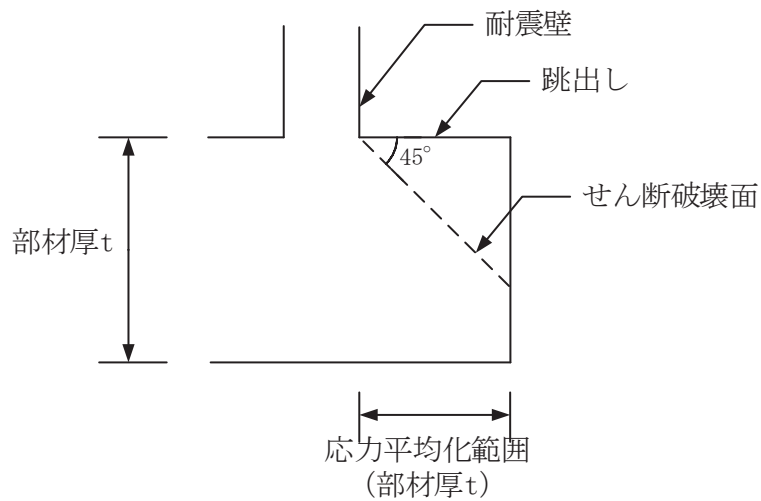 耐震壁
跳出し
45°
せん断破壊面
部材厚t
応力平均化範囲
（部材厚t）